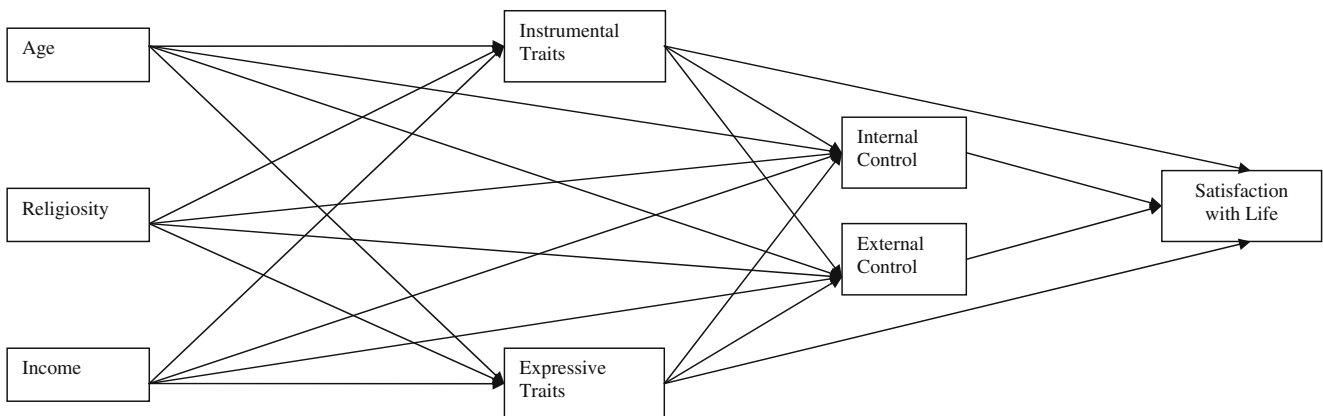 Age
Religiosity
Income
Instrumental
Traits
Expressive
Traits
Internal
Control
External
Control
Satisfaction
with Life